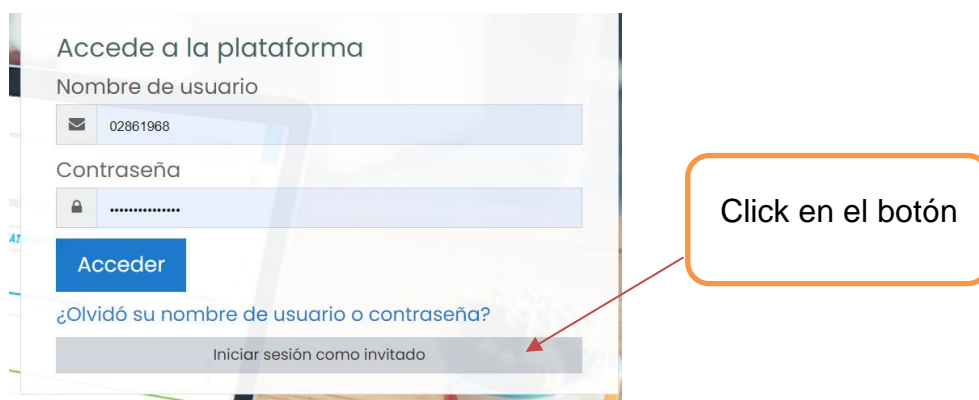 Accede a la plataforma
Nombre de usuario
02861968
Contraseña
•••••••••••••••
Acceder
¿Olvidó su nombre de usuario o contraseña?
Iniciar sesión como invitado
Click en el botón